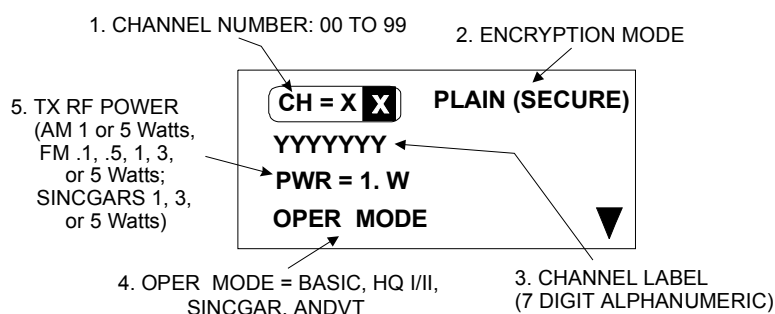 1. CHANNEL NUMBER: 00 TO 99
2. ENCRYPTION MODE
CH = X X
PLAIN (SECURE)
YYYYYYY
PWR = 1. W
OPER MODE
5. TX RF POWER
(AM 1 or 5 Watts,
FM .1, .5, 1, 3,
or 5 Watts;
SINCGARS 1, 3,
or 5 Watts)
4. OPER MODE = BASIC, HQ I/II,
SINCGAR, ANDVT
3. CHANNEL LABEL
(7 DIGIT ALPHANUMERIC)